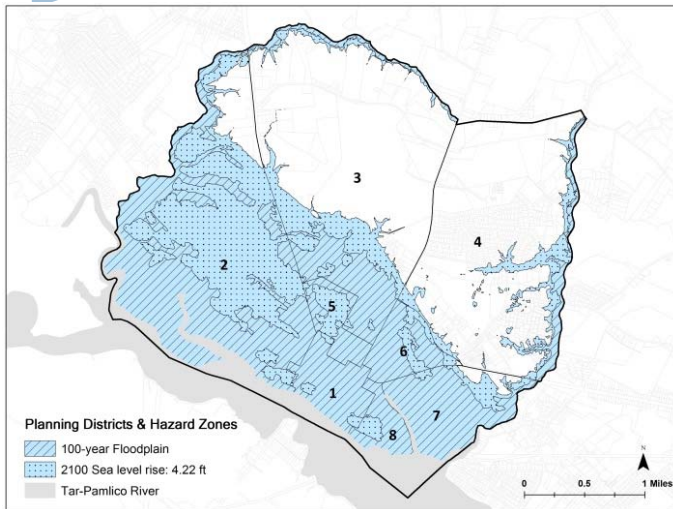 3
4
2
5
6
1
7
8
Planning Districts & Hazard Zones
100-year Floodplain
2100 Sea level rise: 4.22 ft
Tar-Pamlico River
N
0 0.5 1 Miles